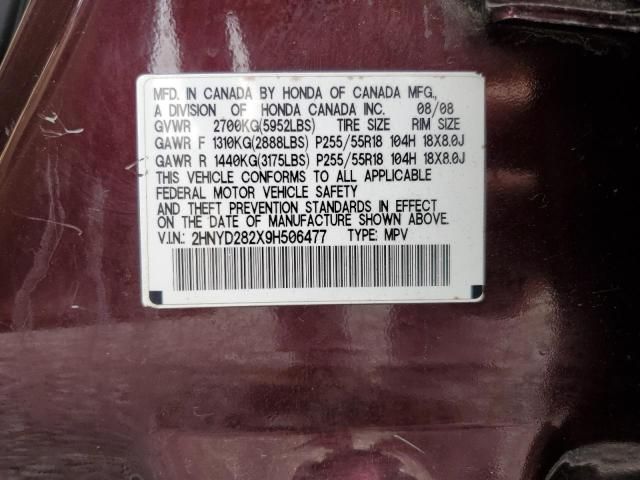 MFD. IN CANADA BY HONDA OF CANADA MFG.,
A DIVISION OF HONDA CANADA INC. 08/08
GVWR 2700KG(5952LBS) TIRE SIZE RIM SIZE
GAWR F 1310KG(2888LBS) P255/55R18 104H 18X8.0J
GAWR R 1440KG(3175LBS) P255/55R18 104H 18X8.0J
THIS VEHICLE CONFORMS TO ALL APPLICABLE
FEDERAL MOTOR VEHICLE SAFETY
AND THEFT PREVENTION STANDARDS IN EFFECT
ON THE DATE OF MANUFACTURE SHOWN ABOVE.
V.IN.: 2HNYD282X9H506477 TYPE: MPV